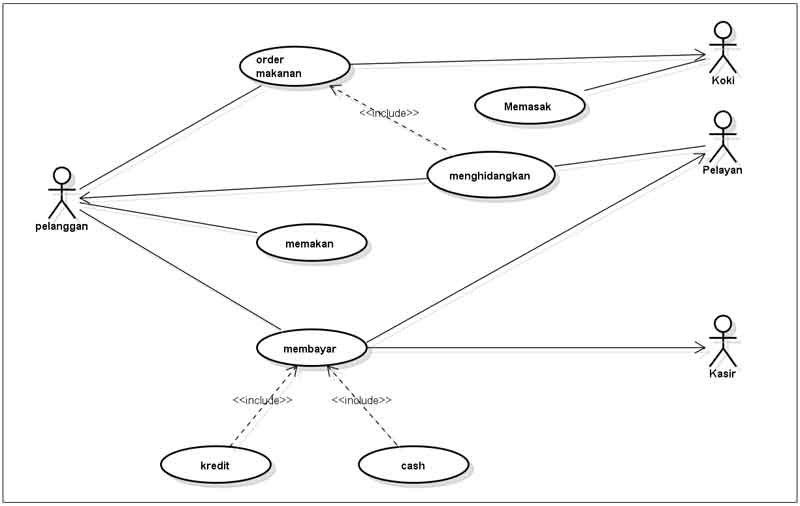 order
makanan
Koki
Memasak
<<include>>
Pelayan
menghidangkan
pelanggan
memakan
membayar
Kasir
<<include>>
<<include>>
kredit
cash